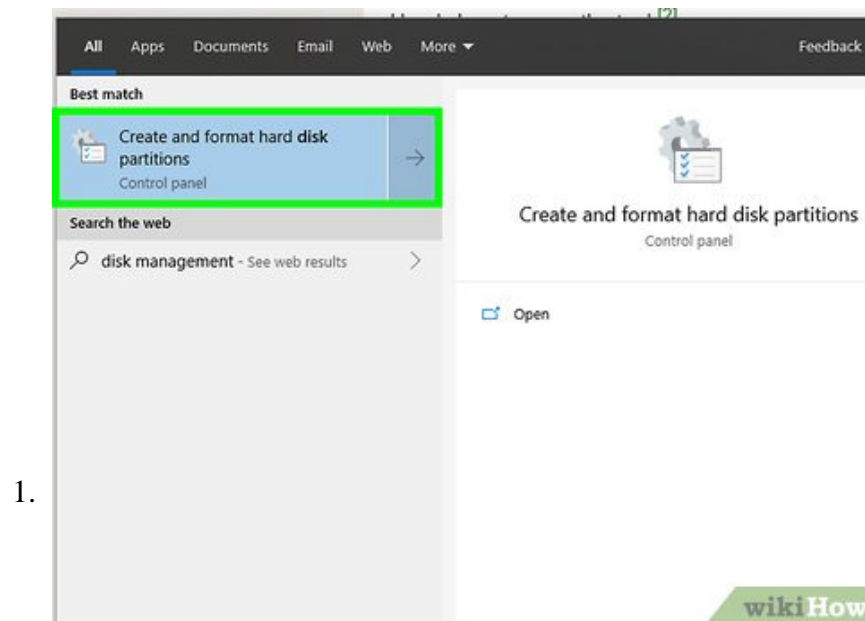 [2]
All Apps Documents Email Web More Feedback
Best match
Create and format hard disk
partitions
Control panel
Search the web
disk management - See web results
Create and format hard disk partitions
Control panel
Open
1.
wikiHow